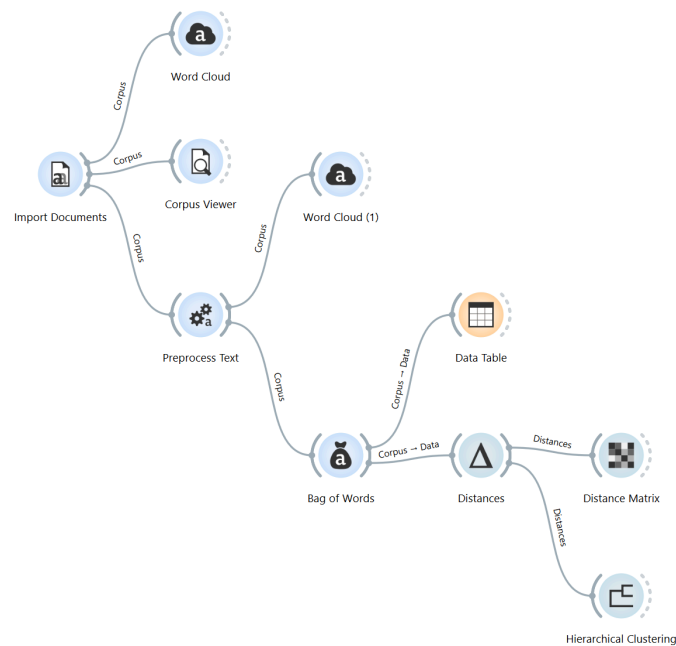 Word Cloud
Corpus
Corpus
Import Documents
Corpus Viewer
Corpus
Word Cloud (1)
Corpus
Preprocess Text
Corpus
Data Table
Corpus → Data
Corpus → Data
Bag of Words
Distances
Distances
Distance Matrix
Distances
Hierarchical Clustering